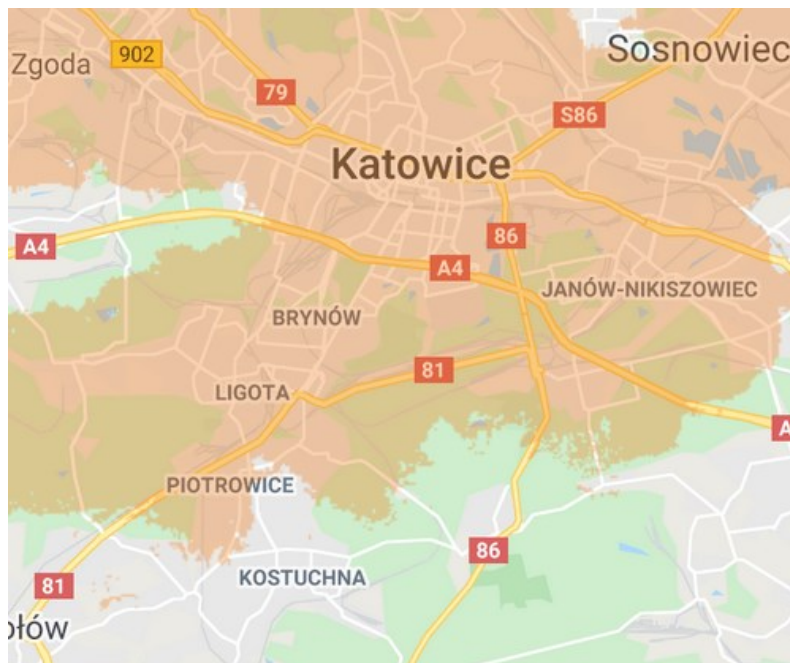 Sosnowiec
902
Zgoda
79
S86
Katowice
86
A4
A4
JANÓW-NIKISZOWIEC
BRYNÓW
81
LIGOTA
A
PIOTROWICE
86
KOSTUCHNA
81
ołów